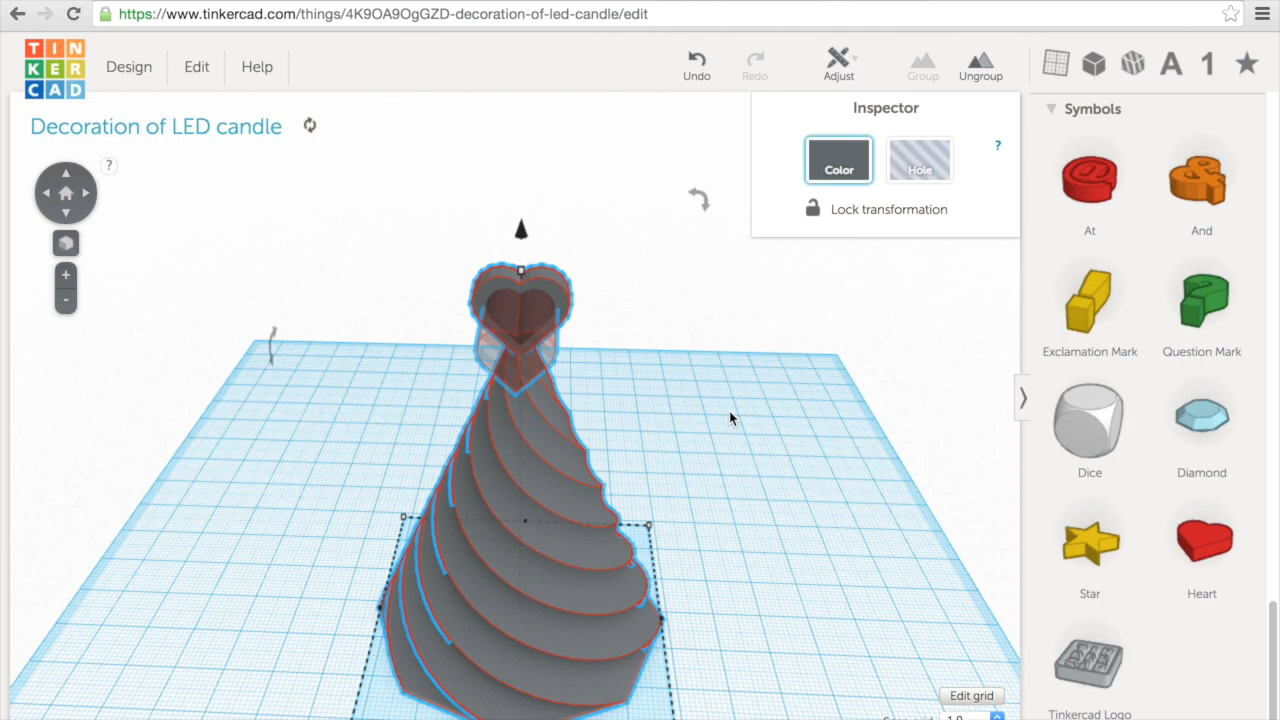 https://www.tinkercad.com/things/4K9OA9OgGZD-decoration-of-led-candle/edit
TIN
KER
CAD
Design
Edit
Help
Undo
Redo
Adjust
Group
Ungroup
A
1
Decoration of LED candle
?
+
-
Inspector
Color
Hole
?
Lock transformation
Symbols
At
And
Exclamation Mark
Question Mark
Dice
Diamond
Star
Heart
Tinkercad Logo
Edit grid